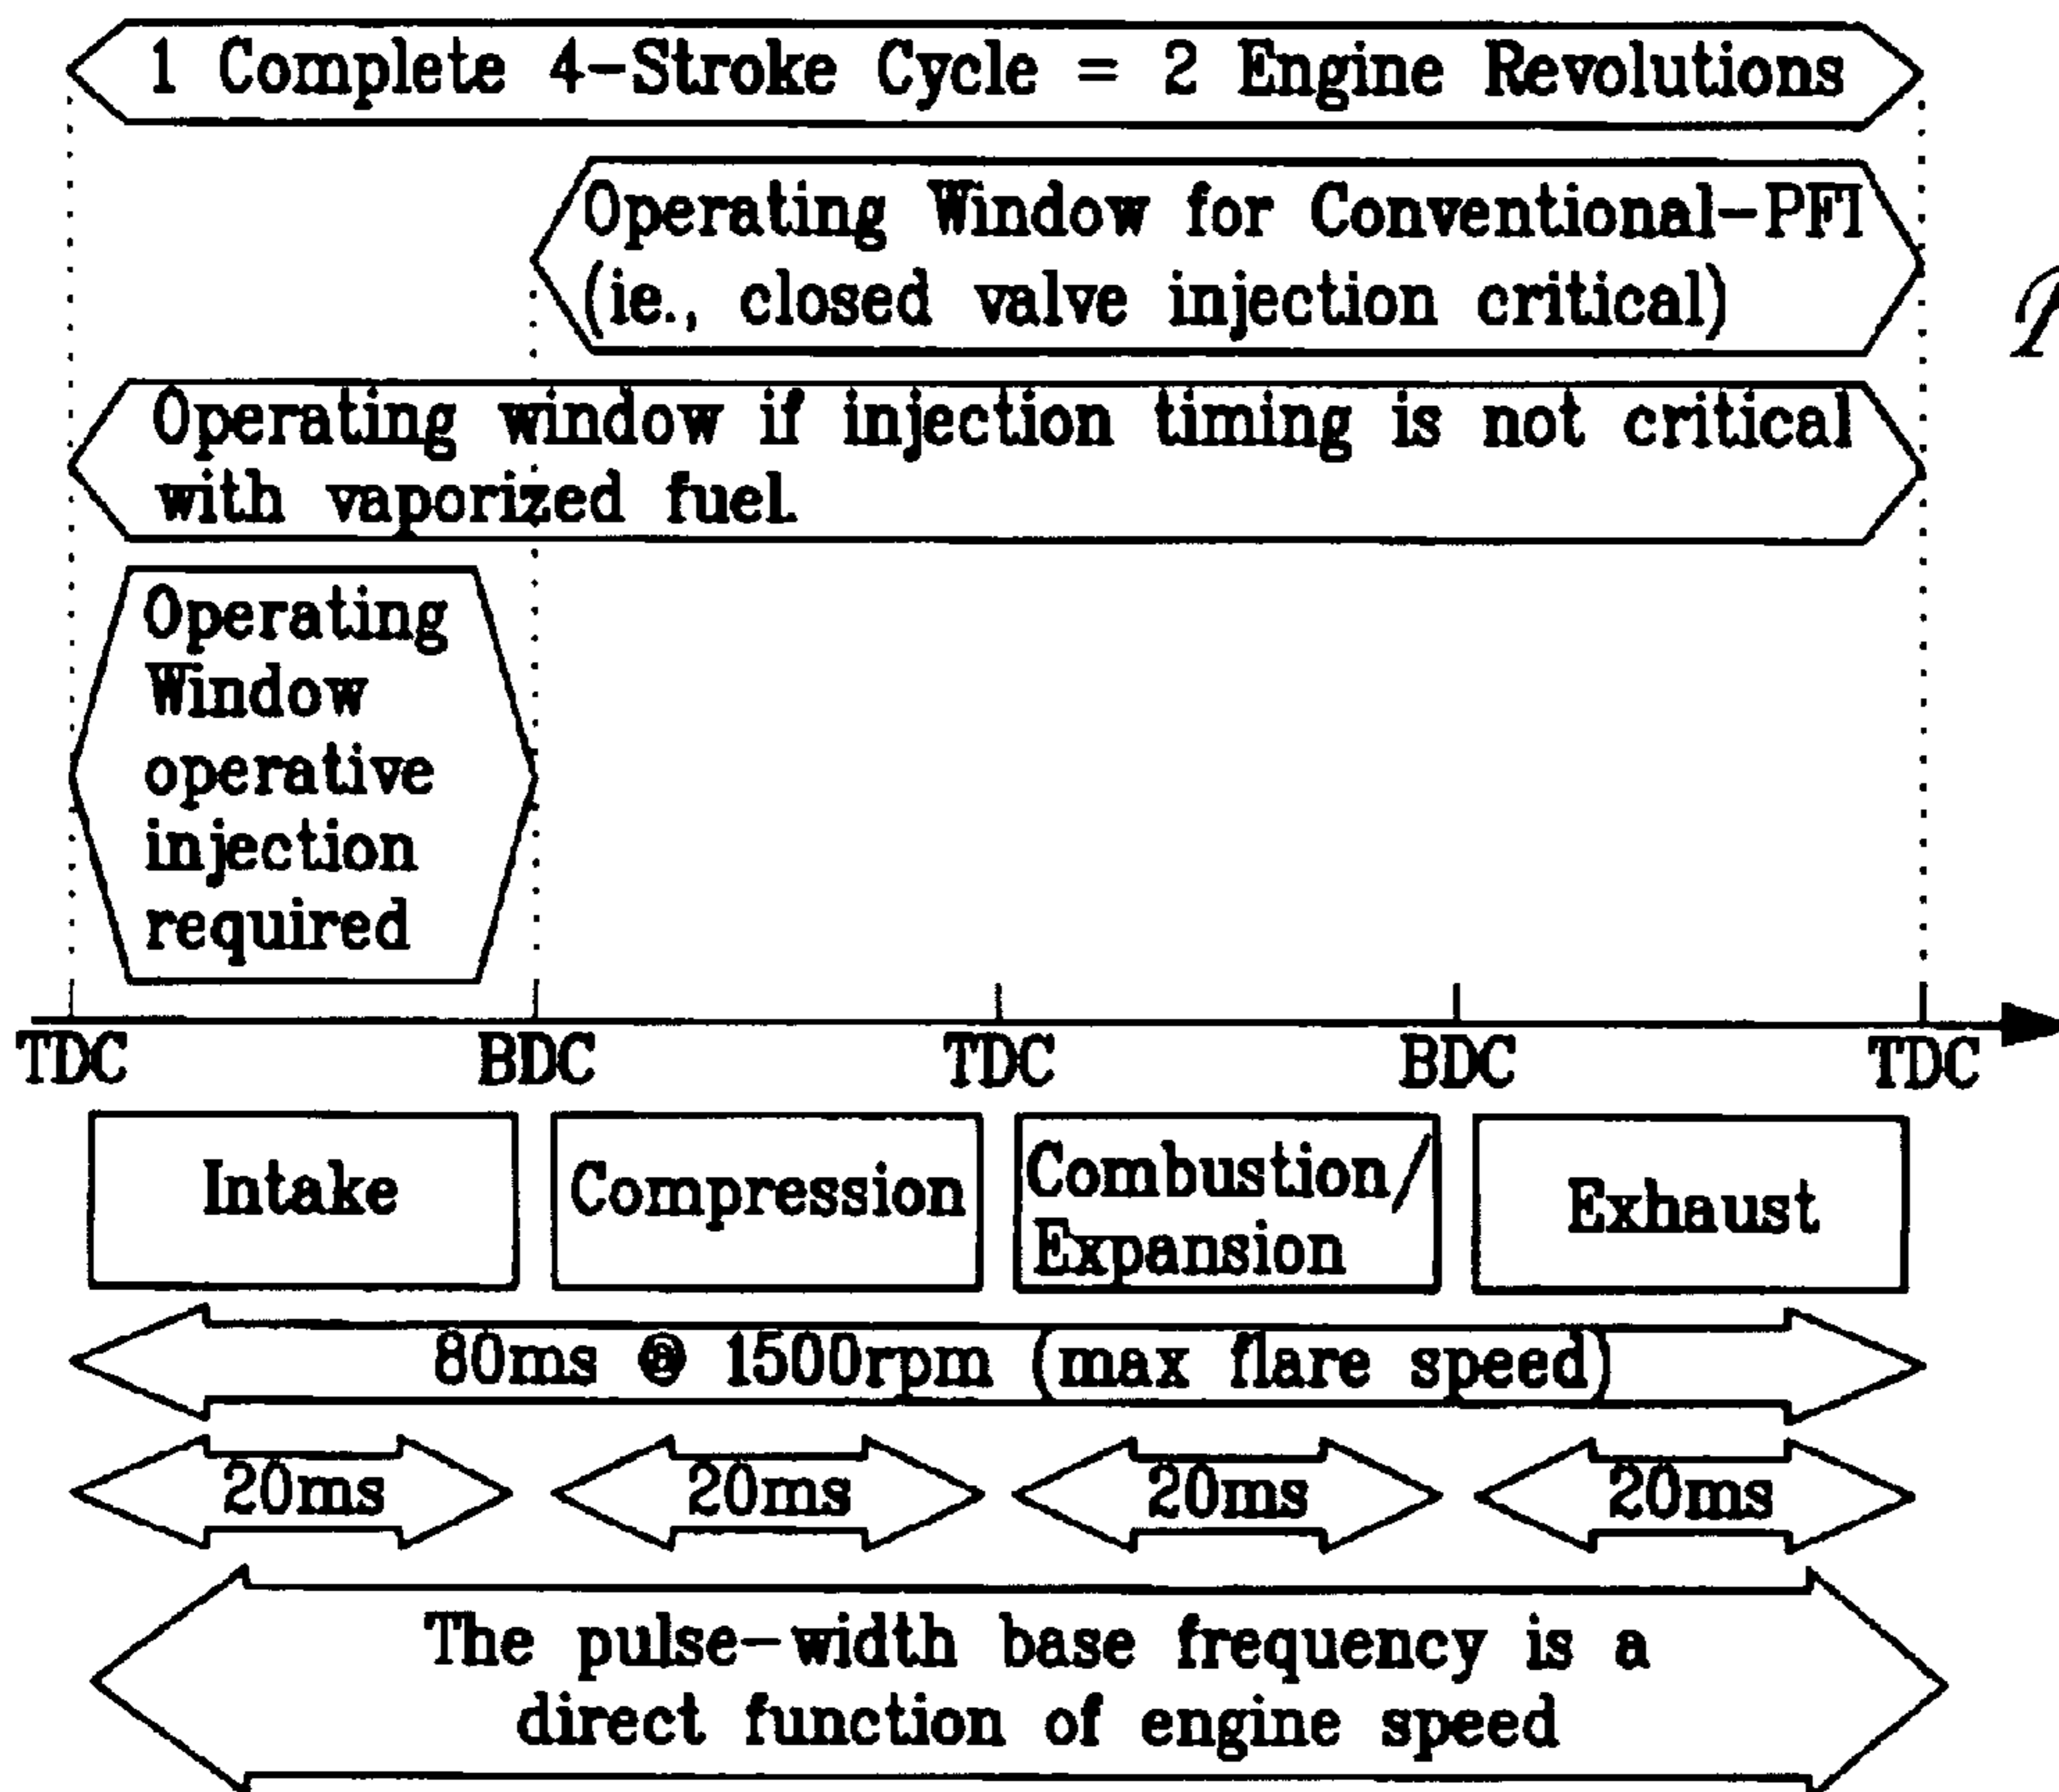 1 Complete 4-Stroke Cycle = 2 Engine Revolutions
Operating Window for Conventional-PFI
(ie., closed valve injection critical)
Operating window if injection timing is not critical
with vaporized fuel.
Operating
Window
operative
injection
required
TDC BDC TDC BDC TDC
Intake
Compression
Combustion/
Expansion
Exhaust
80ms @ 1500rpm (max flare speed)
20ms 20ms 20ms 20ms
The pulse-width base frequency is a
direct function of engine speed